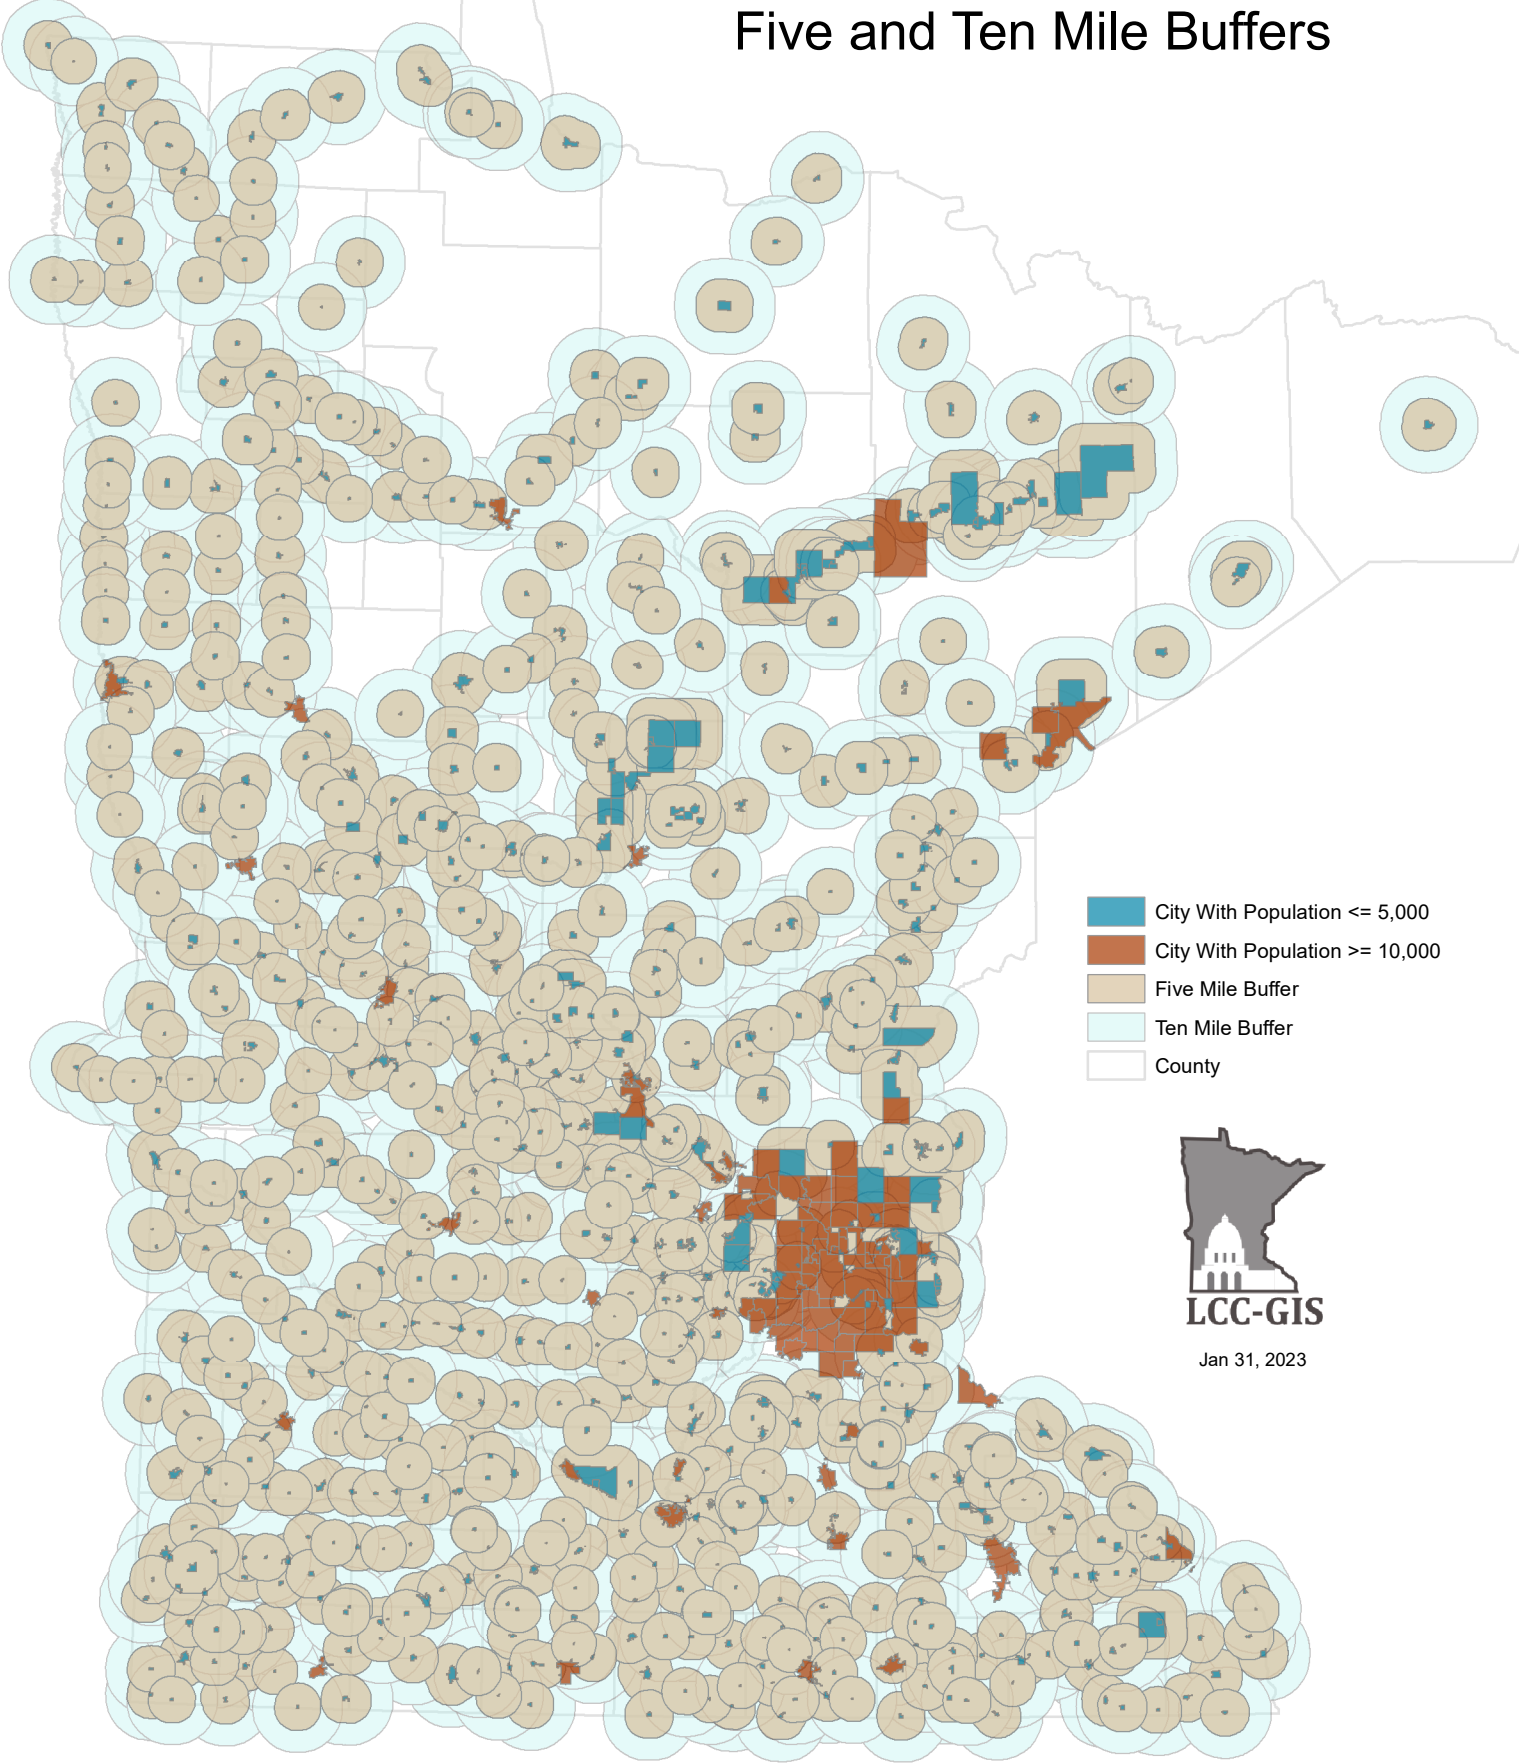 Five and Ten Mile Buffers
City With Population <= 5,000
City With Population >= 10,000
Five Mile Buffer
Ten Mile Buffer
County
LCC-GIS
Jan 31, 2023